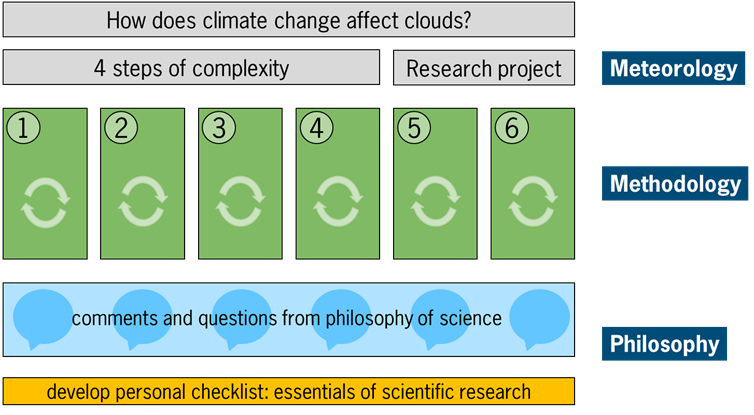 How does climate change affect clouds?
4 steps of complexity
Research project
Meteorology
1 2 3 4 5 6
Methodology
comments and questions from philosophy of science
Philosophy
develop personal checklist: essentials of scientific research